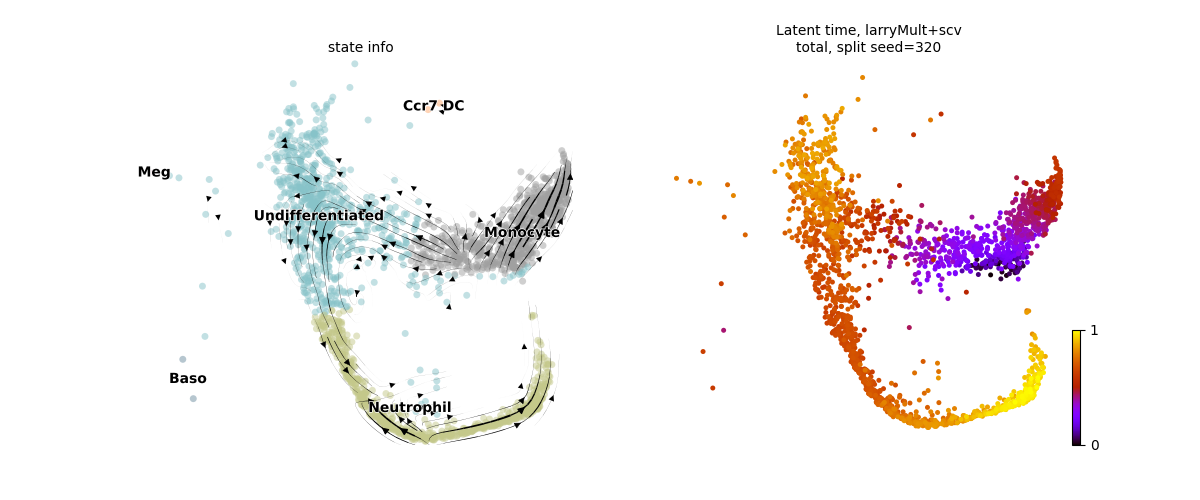 state info
Ccr7 DC
Meg
Undifferentiated
Monocyte
Baso
Neutrophil
Latent time, larryMult+scv
total, split seed=320
1
0